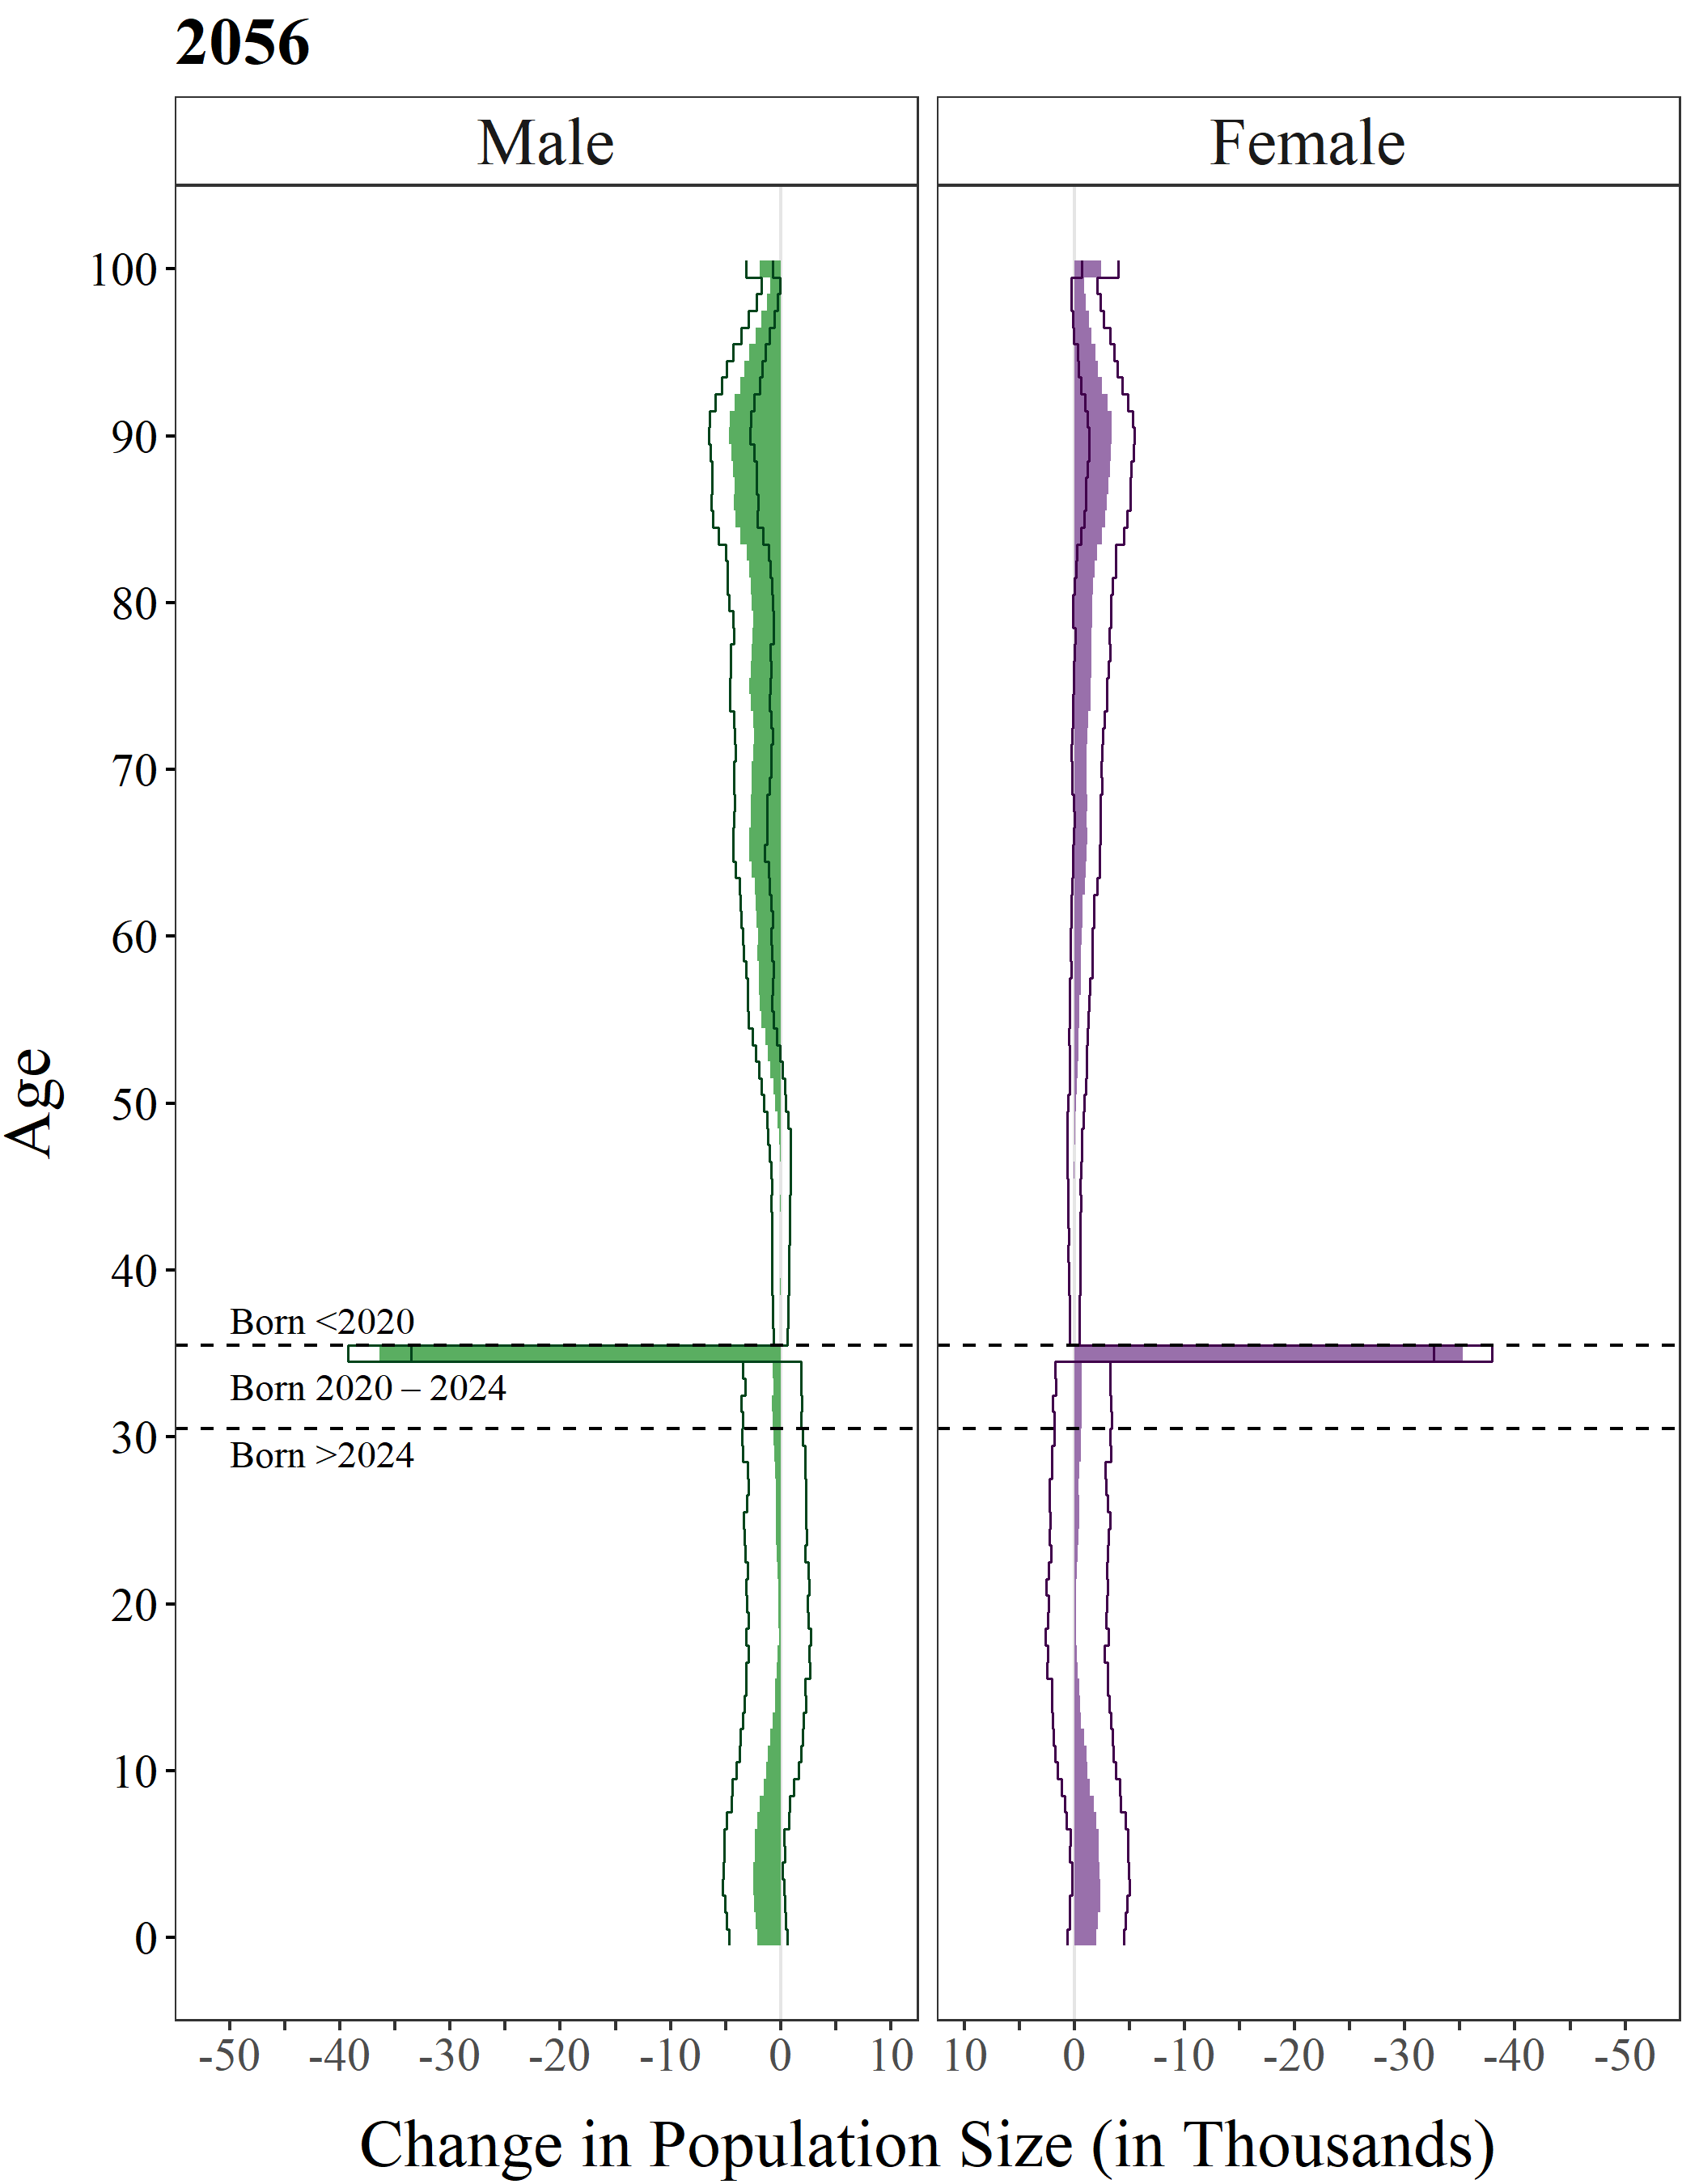 2056
Male
Female
100
90
80
70
60
50
40
30
20
10
0
Age
Born <2020
Born 2020 – 2024
Born >2024
-50 -40 -30 -20 -10 0 10
10 0 -10 -20 -30 -40 -50
Change in Population Size (in Thousands)